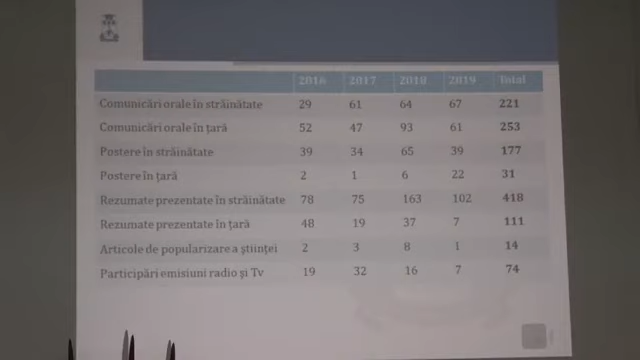 2016 2017 2018 2019 Total
Comunicări orale în străinătate 29 61 64 67 221
Comunicări orale în țară 52 47 93 61 253
Postere în străinătate 39 34 65 39 177
Postere în țară 2 1 6 22 31
Rezumate prezentate în străinătate 78 75 163 102 418
Rezumate prezentate în țară 48 19 37 7 111
Articole de popularizare a științei 2 3 8 1 14
Participări emisiuni radio și Tv 19 32 16 7 74